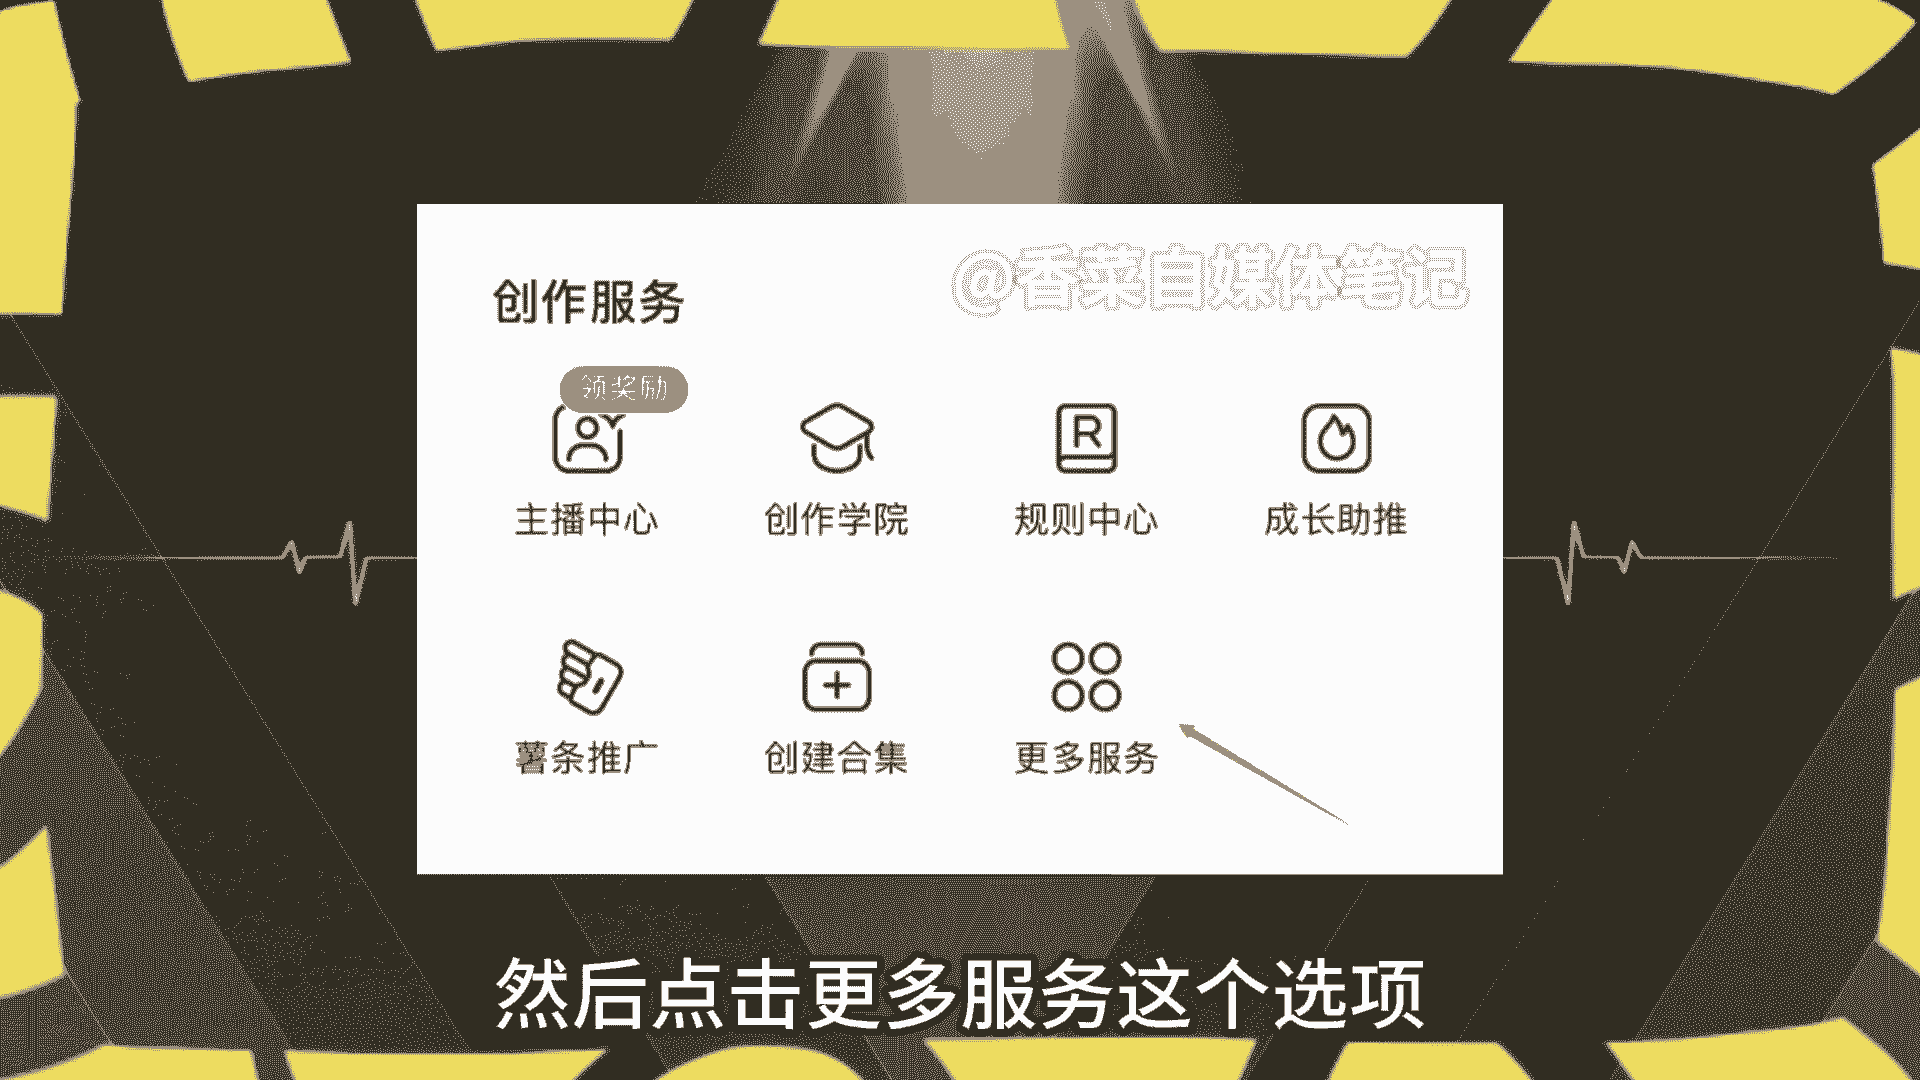 @香菜自媒体笔记
创作服务
领奖励
主播中心 创作学院 规则中心 成长助推
薯条推广 创建合集 更多服务
然后点击更多服务这个选项